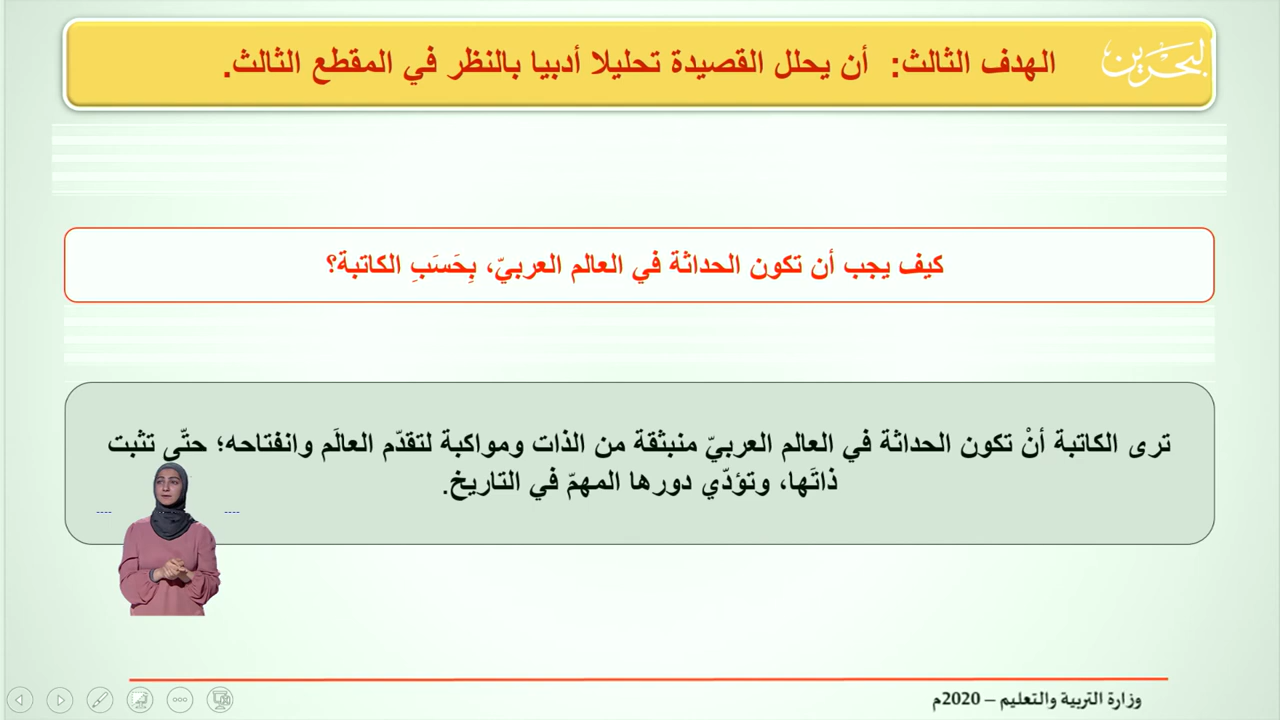 البحرين
الهدف الثالث: أن يحلل القصيدة تحليلا أدبيا بالنظر في المقطع الثالث.
كيف يجب أن تكون الحداثة في العالم العربيّ، بِحَسَبِ الكاتبة؟
ترى الكاتبة أنْ تكون الحداثة في العالم العربيّ منبثقة من الذات ومواكبة لتقدّم العالَم وانفتاحه؛ حتّى تثبت
ذاتَها، وتؤدّي دورها المهمّ في التاريخ.
وزارة التربية والتعليم – 2020م